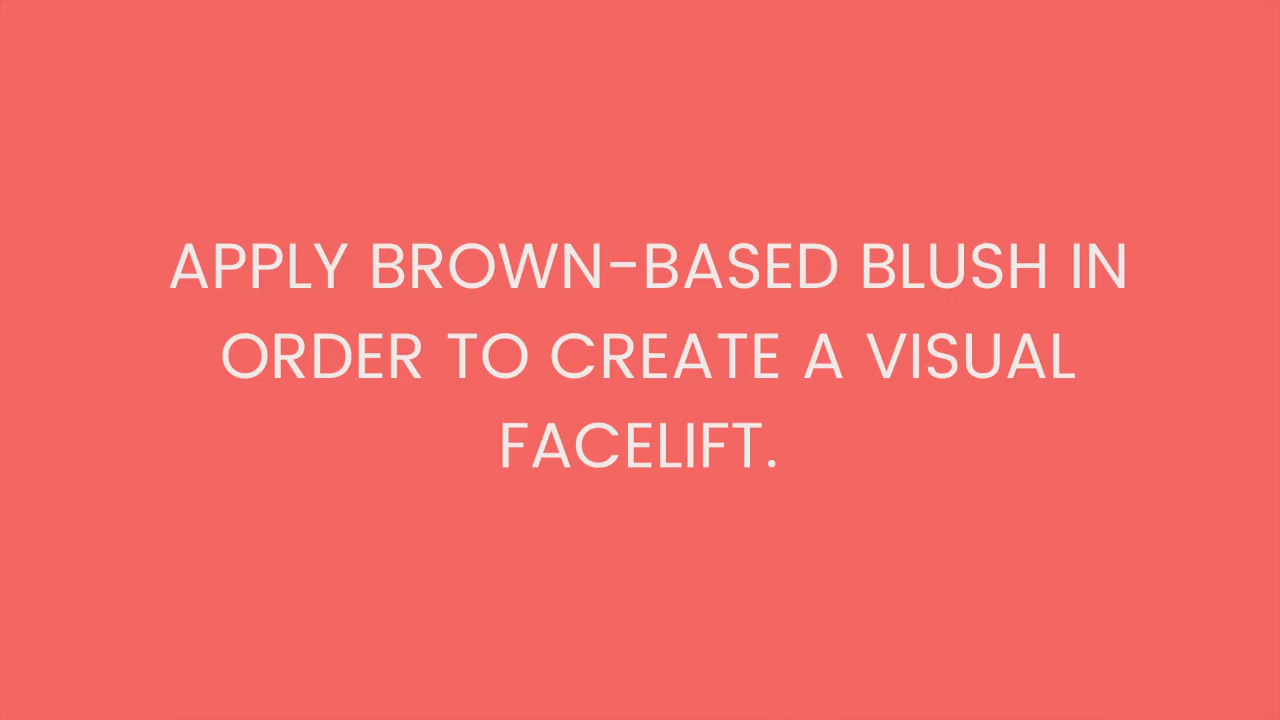 APPLY BROWN-BASED BLUSH IN
ORDER TO CREATE A VISUAL
FACELIFT.